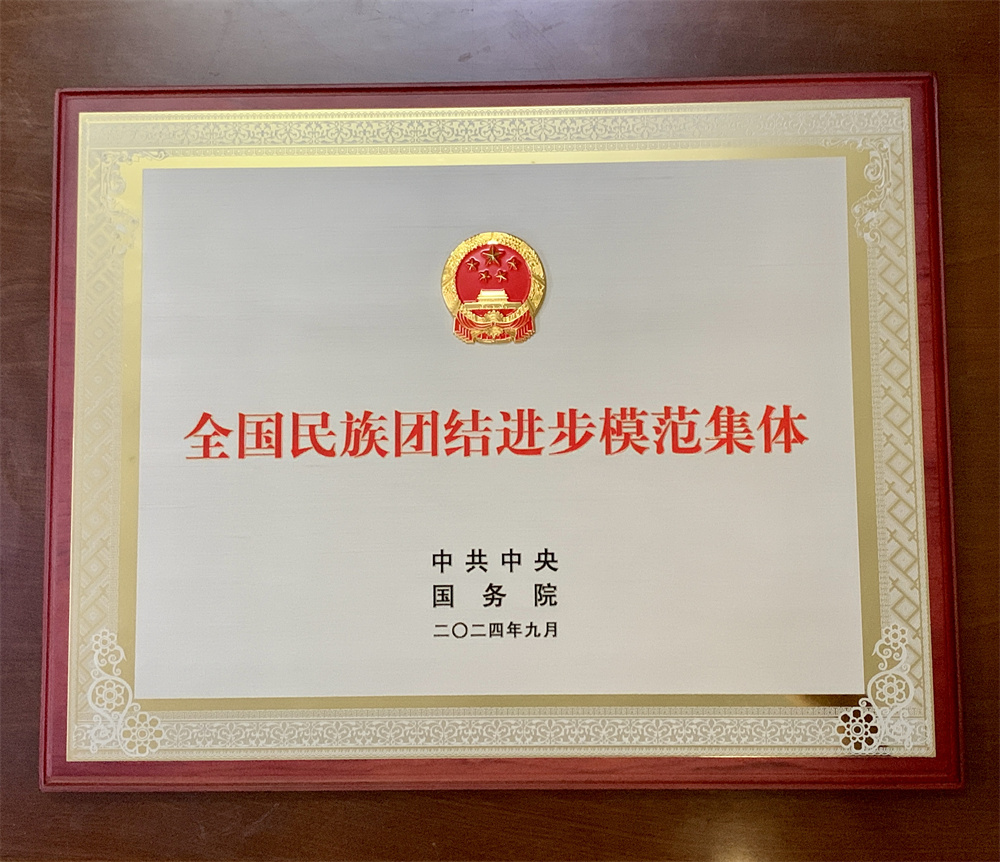 全国民族团结进步模范集体
中共中央
国务院
二〇二四年九月